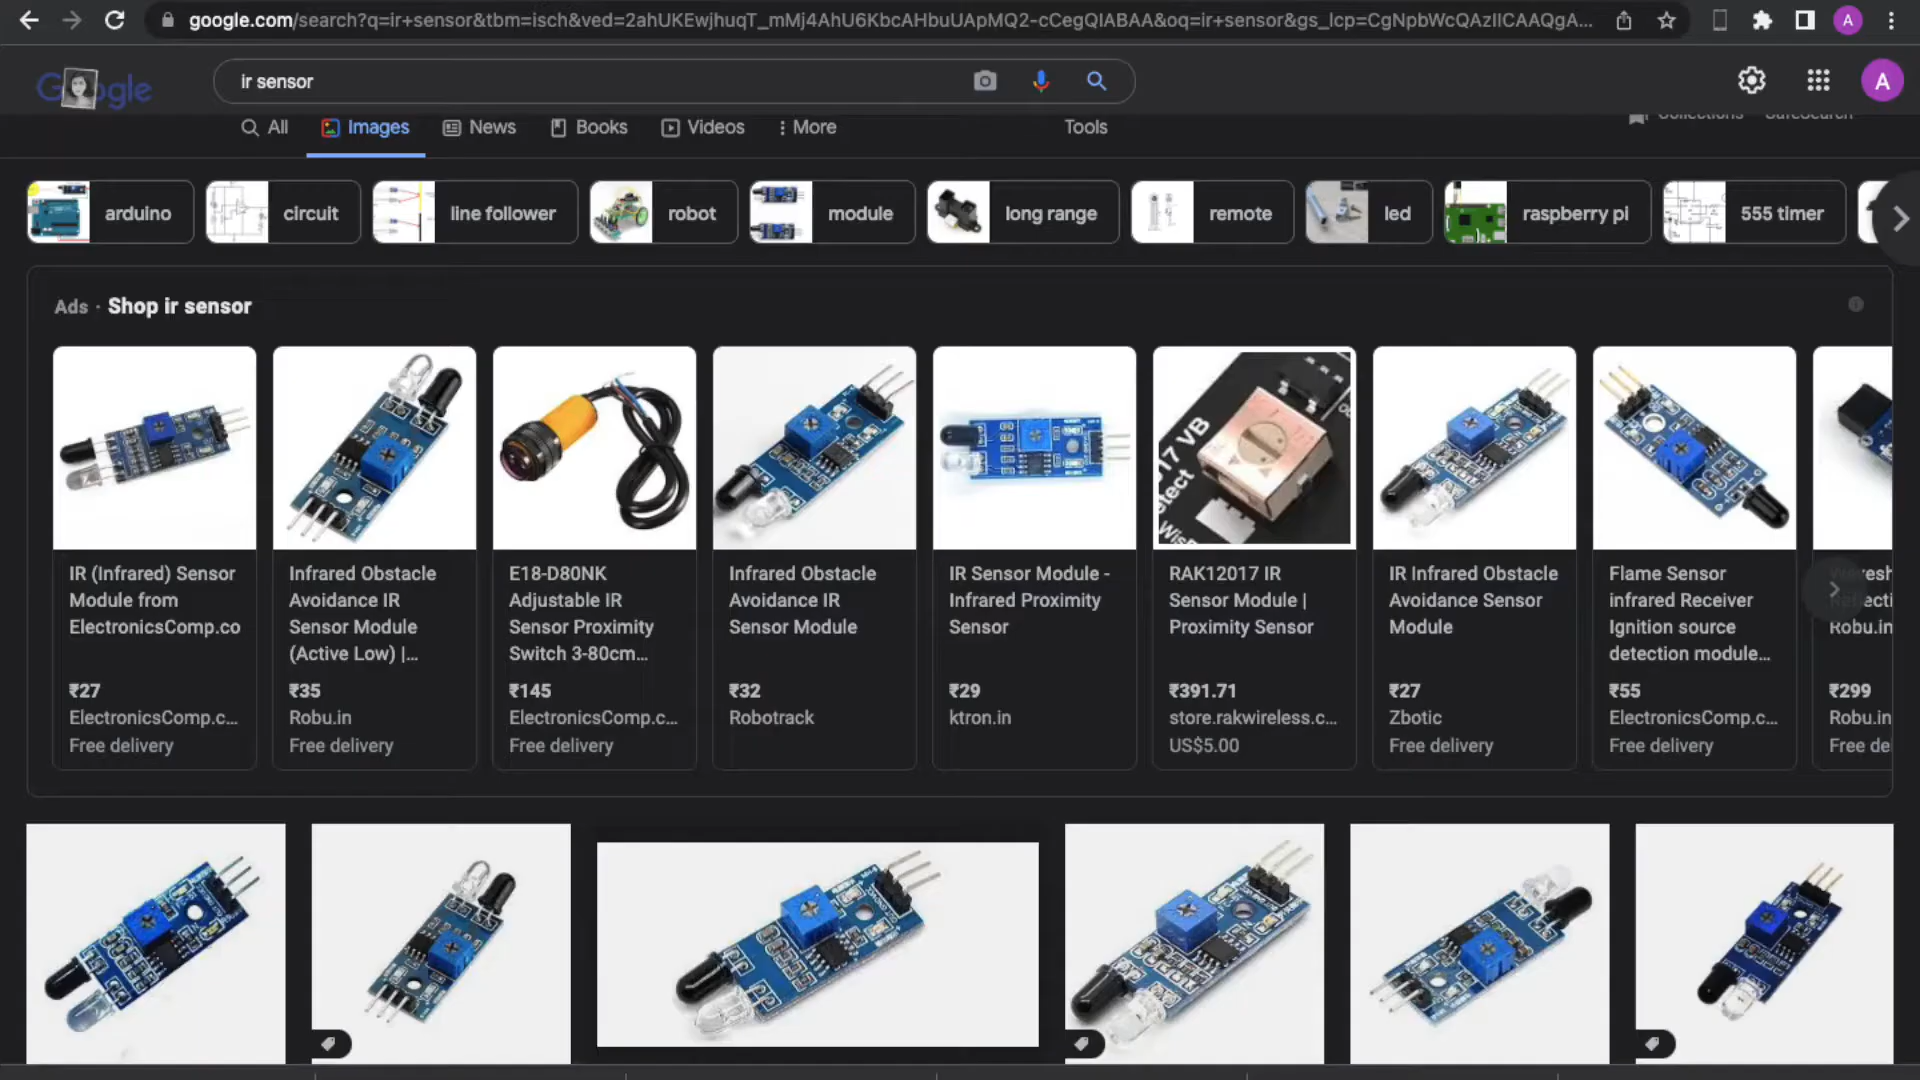 google.com/search?q=ir+sensor&tbm=isch&ved=2ahUKEwjhuqT_mMj4AhU6KbcAHbuUApMQ2-cCegQIABAA&oq=ir+sensor&gs_lcp=CgNpbWcQAzIICAAQgA...
A
ir sensor
A
All
Images
News
Books
Videos
More
Tools
Collections
SafeSearch
arduino
circuit
line follower
robot
module
long range
remote
led
raspberry pi
555 timer
Ads · Shop ir sensor
IR (Infrared) Sensor
Module from
ElectronicsComp.co
₹27
ElectronicsComp.c...
Free delivery
Infrared Obstacle
Avoidance IR
Sensor Module
(Active Low) |...
₹35
Robu.in
Free delivery
E18-D80NK
Adjustable IR
Sensor Proximity
Switch 3-80cm...
₹145
ElectronicsComp.c...
Free delivery
Infrared Obstacle
Avoidance IR
Sensor Module
₹32
Robotrack
IR Sensor Module -
Infrared Proximity
Sensor
₹29
ktron.in
RAK12017 IR
Sensor Module |
Proximity Sensor
₹391.71
store.rakwireless.c...
US$5.00
IR Infrared Obstacle
Avoidance Sensor
Module
₹27
Zbotic
Free delivery
Flame Sensor
infrared Receiver
Ignition source
detection module...
₹55
ElectronicsComp.c...
Free delivery
Robu.in
₹299
Robu.in
Free de